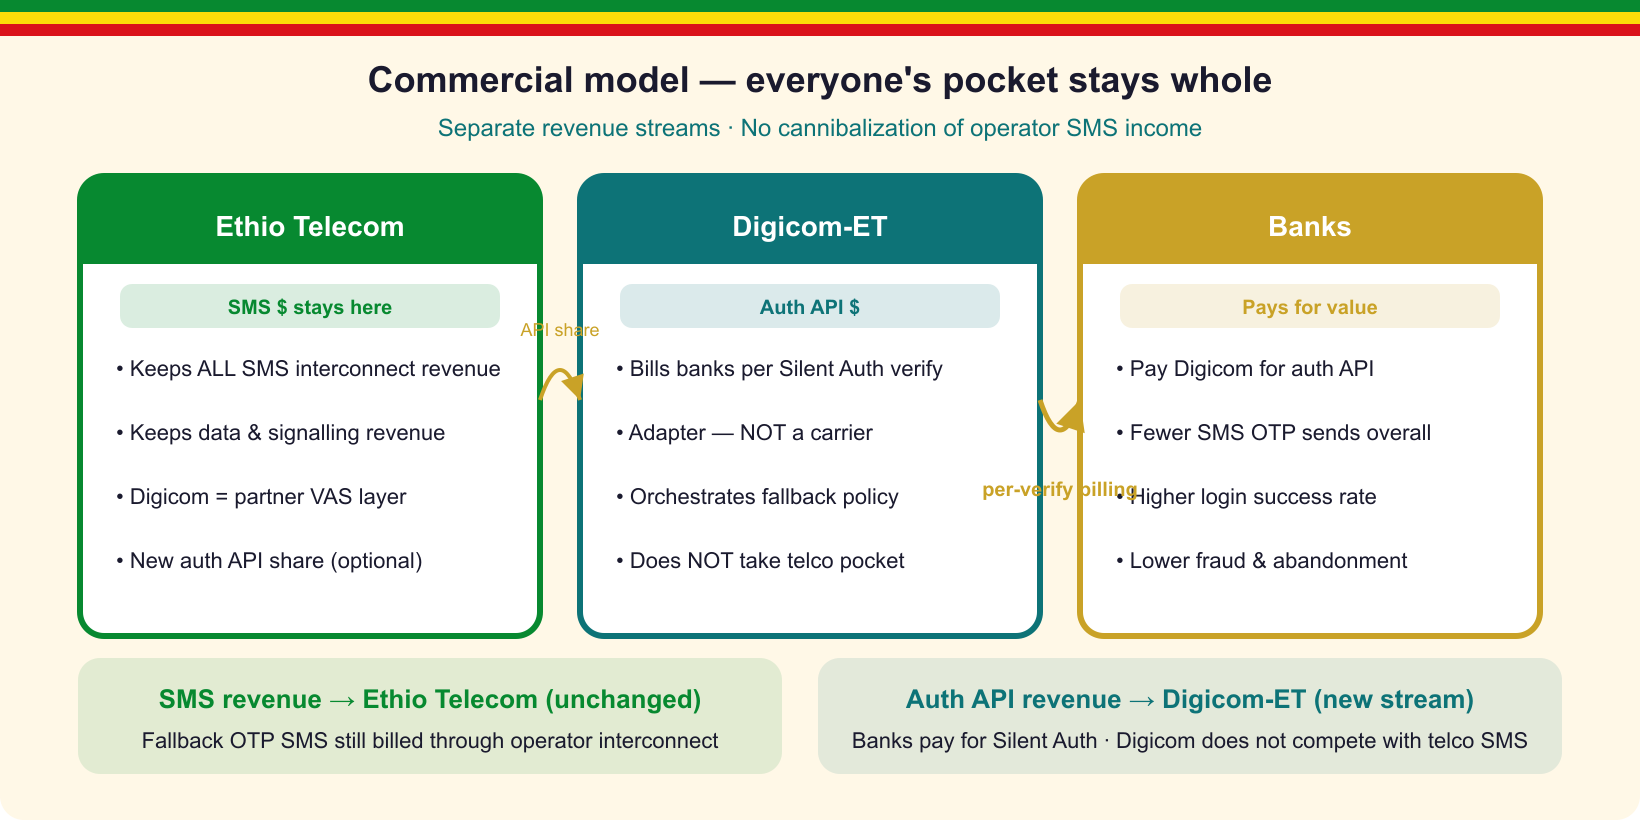 Commercial model — everyone's pocket stays whole
Separate revenue streams · No cannibalization of operator SMS income
Ethio Telecom
SMS $ stays here
• Keeps ALL SMS interconnect revenue
• Keeps data & signalling revenue
• Digicom = partner VAS layer
• New auth API share (optional)
API share
Digicom-ET
Auth API $
• Bills banks per Silent Auth verify
• Adapter — NOT a carrier
• Orchestrates fallback policy
• Does NOT take telco pocket
per-verify billing
Banks
Pays for value
• Pay Digicom for auth API
• Fewer SMS OTP sends overall
• Higher login success rate
• Lower fraud & abandonment
SMS revenue → Ethio Telecom (unchanged)
Fallback OTP SMS still billed through operator interconnect
Auth API revenue → Digicom-ET (new stream)
Banks pay for Silent Auth · Digicom does not compete with telco SMS